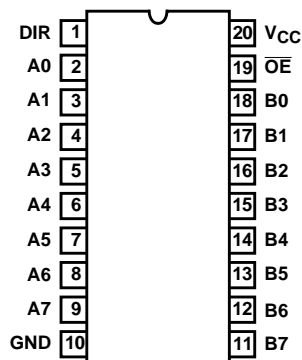 DIR 1 20 VCC
A0 2 19 OE
A1 3 18 B0
A2 4 17 B1
A3 5 16 B2
A4 6 15 B3
A5 7 14 B4
A6 8 13 B5
A7 9 12 B6
GND 10 11 B7